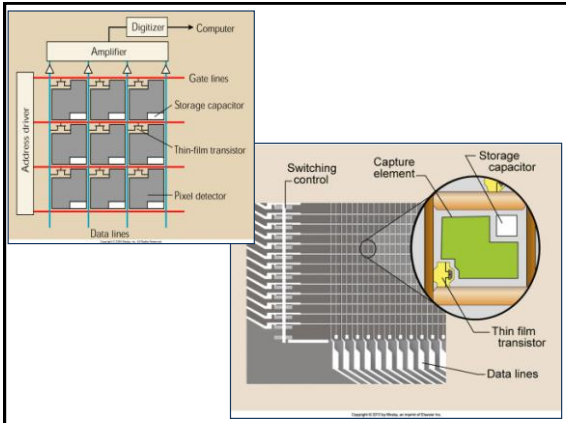 Digitizer
Computer
Amplifier
Gate lines
Storage capacitor
Thin-film transistor
Pixel detector
Address driver
Data lines
Switching
control
Capture
element
Storage
capacitor
Thin film
transistor
Data lines